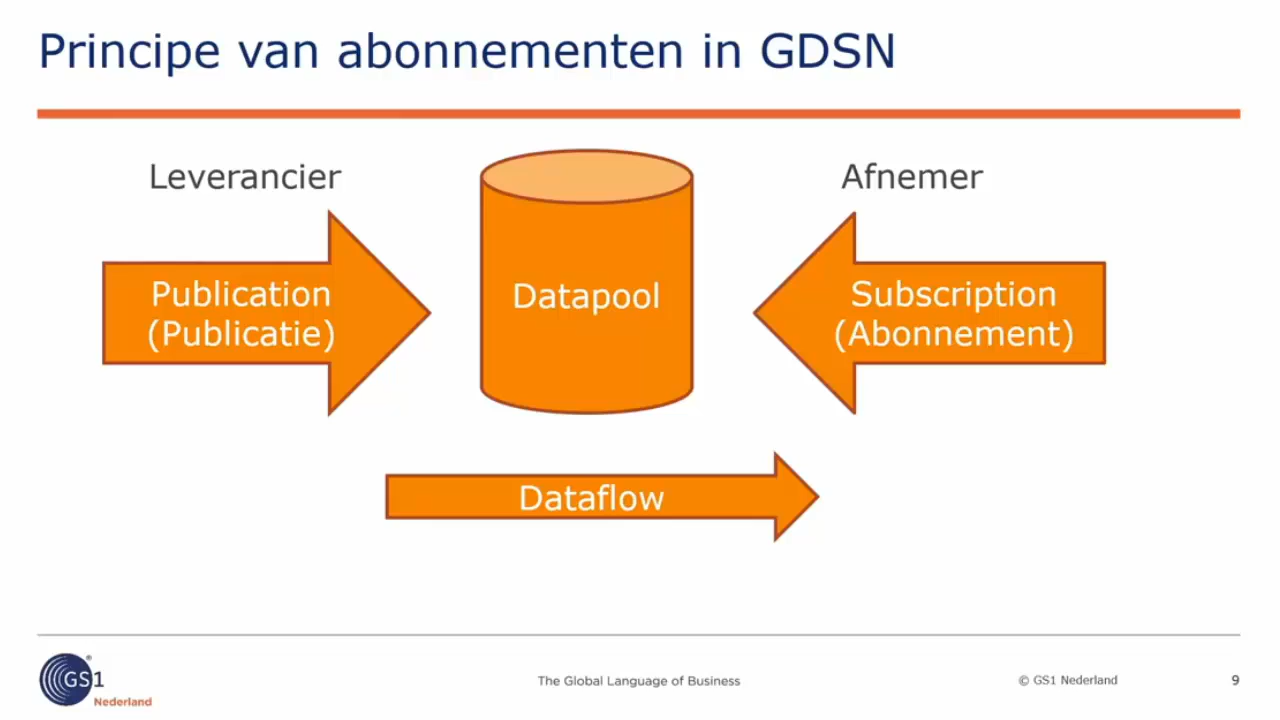 Principe van abonnementen in GDSN
Leverancier
Afnemer
Publication
(Publicatie)
Datapool
Subscription
(Abonnement)
Dataflow
GS1
®
Nederland
The Global Language of Business
© GS1 Nederland
9